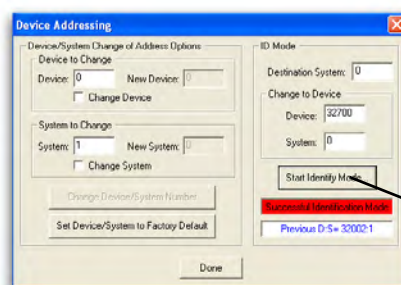 Device Addressing
Device/System Change of Address Options
Device to Change
Device: 0 New Device: 0
Change Device
System to Change
System: 1 New System: 0
Change System
Change Device/System Number
Set Device/System to Factory Default
ID Mode
Destination System: 0
Change to Device
Device: 32700
System: 0
Start Identify Mode
Successful Identification Mode
Previous D:S= 32002:1
Done